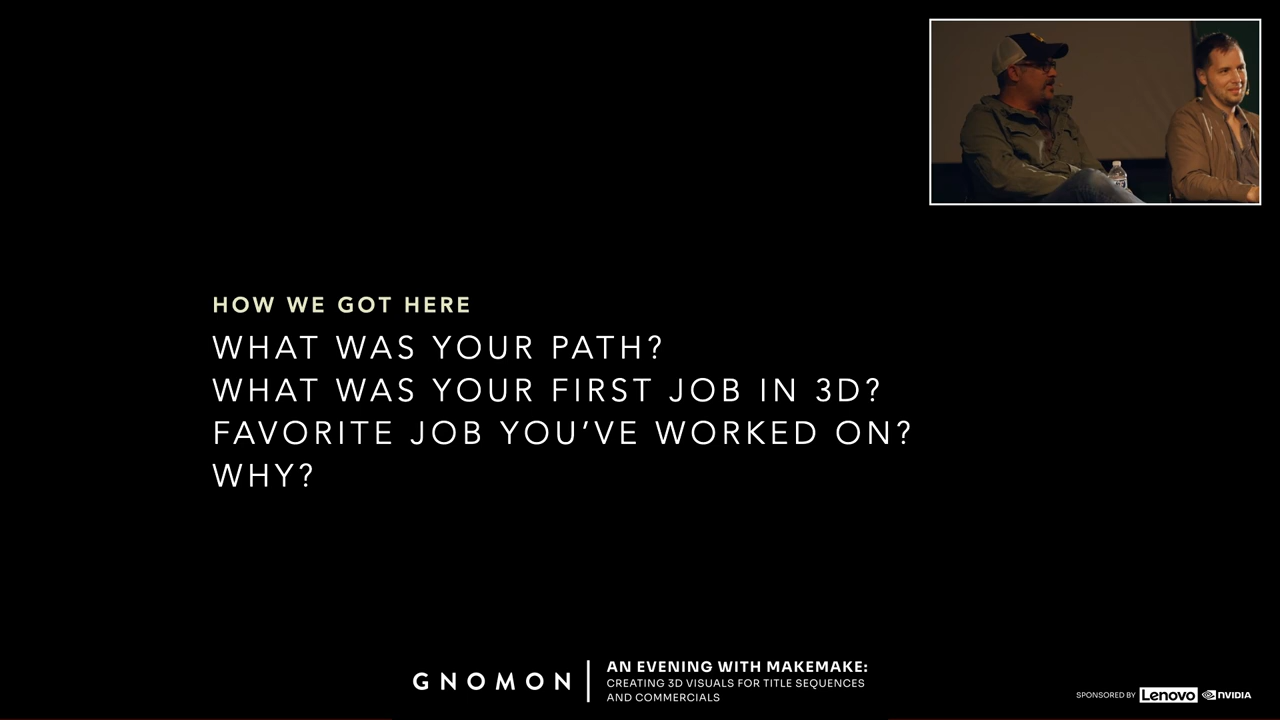 HOW WE GOT HERE
WHAT WAS YOUR PATH?
WHAT WAS YOUR FIRST JOB IN 3D?
FAVORITE JOB YOU’VE WORKED ON?
WHY?
GNOMON
AN EVENING WITH MAKEMAKE:
CREATING 3D VISUALS FOR TITLE SEQUENCES
AND COMMERCIALS
SPONSORED BY Lenovo NVIDIA